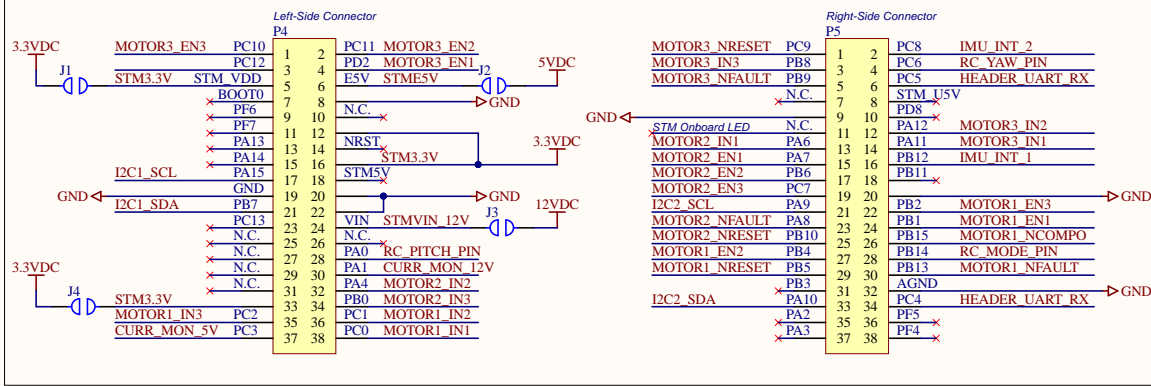 Left-Side Connector
P4
3.3VDC MOTOR3_EN3 PC10 1 2 PC11 MOTOR3_EN2
PC12 3 4 PD2 MOTOR3_EN1 5VDC
J1 STM3.3V STM_VDD 5 6 E5V STME5V J2
BOOT0 7 8 GND
PF6 9 10 N.C.
PF7 11 12
PA13 13 14 NRST 3.3VDC
PA14 15 16 STM3.3V
I2C1_SCL PA15 17 18 STM5V
GND GND 19 20 GND
I2C1_SDA PB7 21 22
PC13 23 24 VIN STMVIN_12V J3 12VDC
N.C. 25 26 N.C.
N.C. 27 28 PA0 RC_PITCH_PIN
3.3VDC N.C. 29 30 PA1 CURR_MON_12V
N.C. 31 32 PA4 MOTOR2_IN2
J4 STM3.3V 33 34 PB0 MOTOR2_IN3
MOTOR1_IN3 PC2 35 36 PC1 MOTOR1_IN2
CURR_MON_5V PC3 37 38 PC0 MOTOR1_IN1
Right-Side Connector
P5
MOTOR3_NRESET PC9 1 2 PC8 IMU_INT_2
MOTOR3_IN3 PB8 3 4 PC6 RC_YAW_PIN
MOTOR3_NFAULT PB9 5 6 PC5 HEADER_UART_RX
N.C. 7 8 STM_U5V
GND 9 10 PD8
STM Onboard LED N.C. 11 12 PA12 MOTOR3_IN2
MOTOR2_IN1 PA6 13 14 PA11 MOTOR3_IN1
MOTOR2_EN1 PA7 15 16 PB12 IMU_INT_1
MOTOR2_EN2 PB6 17 18 PB11
MOTOR2_EN3 PC7 19 20 GND
I2C2_SCL PA9 21 22 PB2 MOTOR1_EN3
MOTOR2_NFAULT PA8 23 24 PB1 MOTOR1_EN1
MOTOR2_NRESET PB10 25 26 PB15 MOTOR1_NCOMPO
MOTOR1_EN2 PB4 27 28 PB14 RC_MODE_PIN
MOTOR1_NRESET PB5 29 30 PB13 MOTOR1_NFAULT
PB3 31 32 AGND GND
I2C2_SDA PA10 33 34 PC4 HEADER_UART_RX
PA2 35 36 PF5
PA3 37 38 PF4